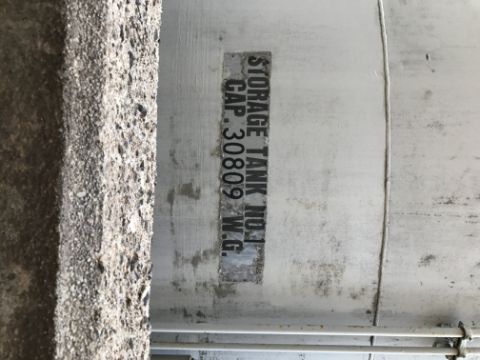 STORAGE TANK NO.1
CAP.30809 W.G.